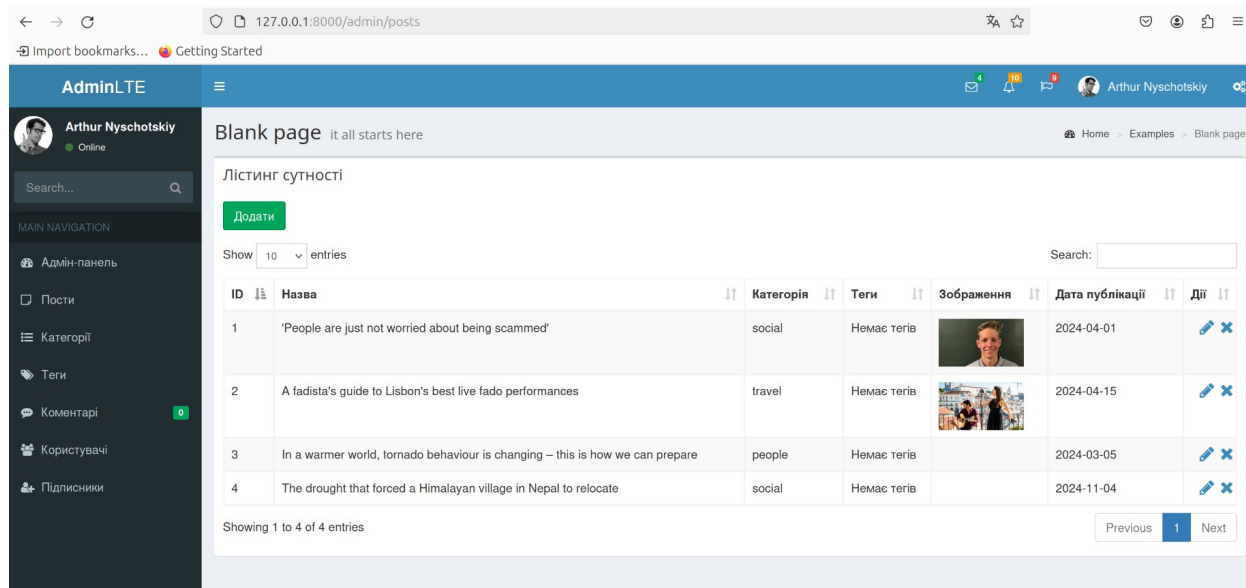 127.0.0.1:8000/admin/posts
Import bookmarks... Getting Started
AdminLTE
4 10 9 Arthur Nyschotskiy
Arthur Nyschotskiy
Online
Blank page it all starts here
Home > Examples > Blank page
Search...
MAIN NAVIGATION
Адмін-панель
Пости
Категорії
Теги
Коментарі 0
Користувачі
Підписники
Лістинг сутності
Додати
Show 10 entries Search:
ID Назва Категорія Теги Зображення Дата публікації Дії
1 'People are just not worried about being scammed' social Немає тегів 2024-04-01
2 A fadista's guide to Lisbon's best live fado performances travel Немає тегів 2024-04-15
3 In a warmer world, tornado behaviour is changing – this is how we can prepare people Немає тегів 2024-03-05
4 The drought that forced a Himalayan village in Nepal to relocate social Немає тегів 2024-11-04
Showing 1 to 4 of 4 entries Previous 1 Next